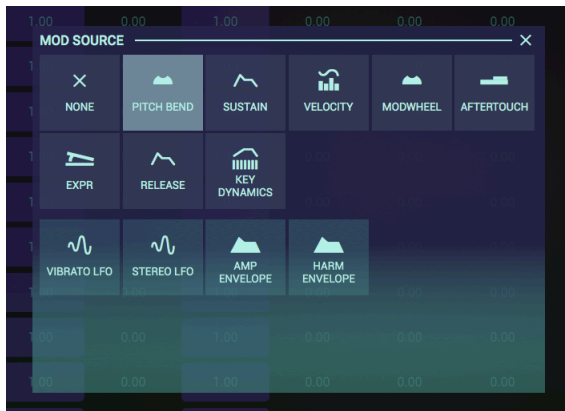 1.00 0.00 1.00 0.00 0.00 0.00
MOD SOURCE
NONE PITCH BEND SUSTAIN VELOCITY MODWHEEL AFTERTOUCH
EXPR RELEASE KEY DYNAMICS
VIBRATO LFO STEREO LFO AMP ENVELOPE HARM ENVELOPE
0.00 1.00 0.00 0.00 0.00
1.00 0.00 1.00 0.00 0.00 0.00